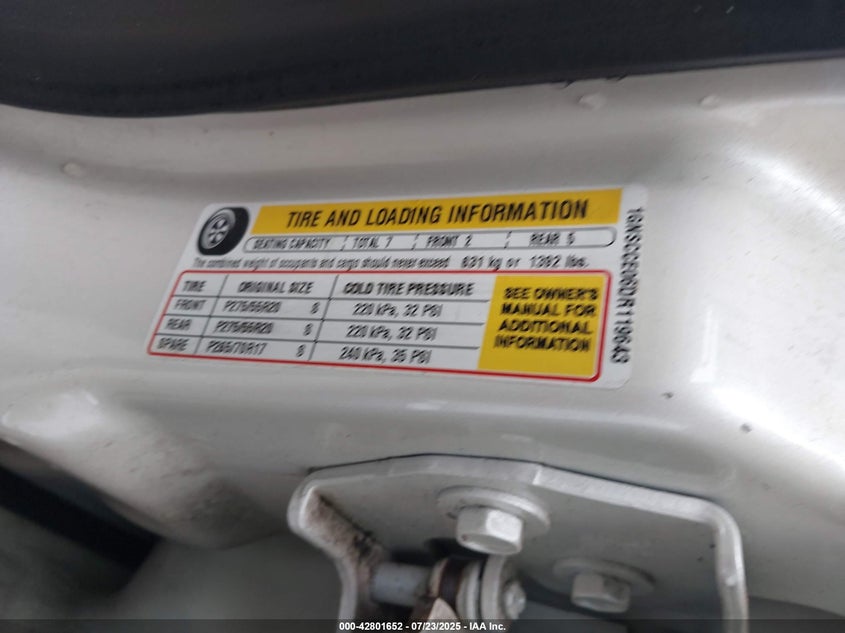 TIRE AND LOADING INFORMATION
SEATING CAPACITY TOTAL 7 FRONT 2 REAR 5
The combined weight of occupants and cargo should never exceed 631 kg or 1392 lbs.
TIRE ORIGINAL SIZE COLD TIRE PRESSURE
FRONT P275/55R20 S 220 kPa, 32 PSI
REAR P275/55R20 S 220 kPa, 32 PSI
SPARE P265/70R17 S 240 kPa, 35 PSI
SEE OWNER'S
MANUAL FOR
ADDITIONAL
INFORMATION
000-42801652 - 07/23/2025 - IAA Inc.